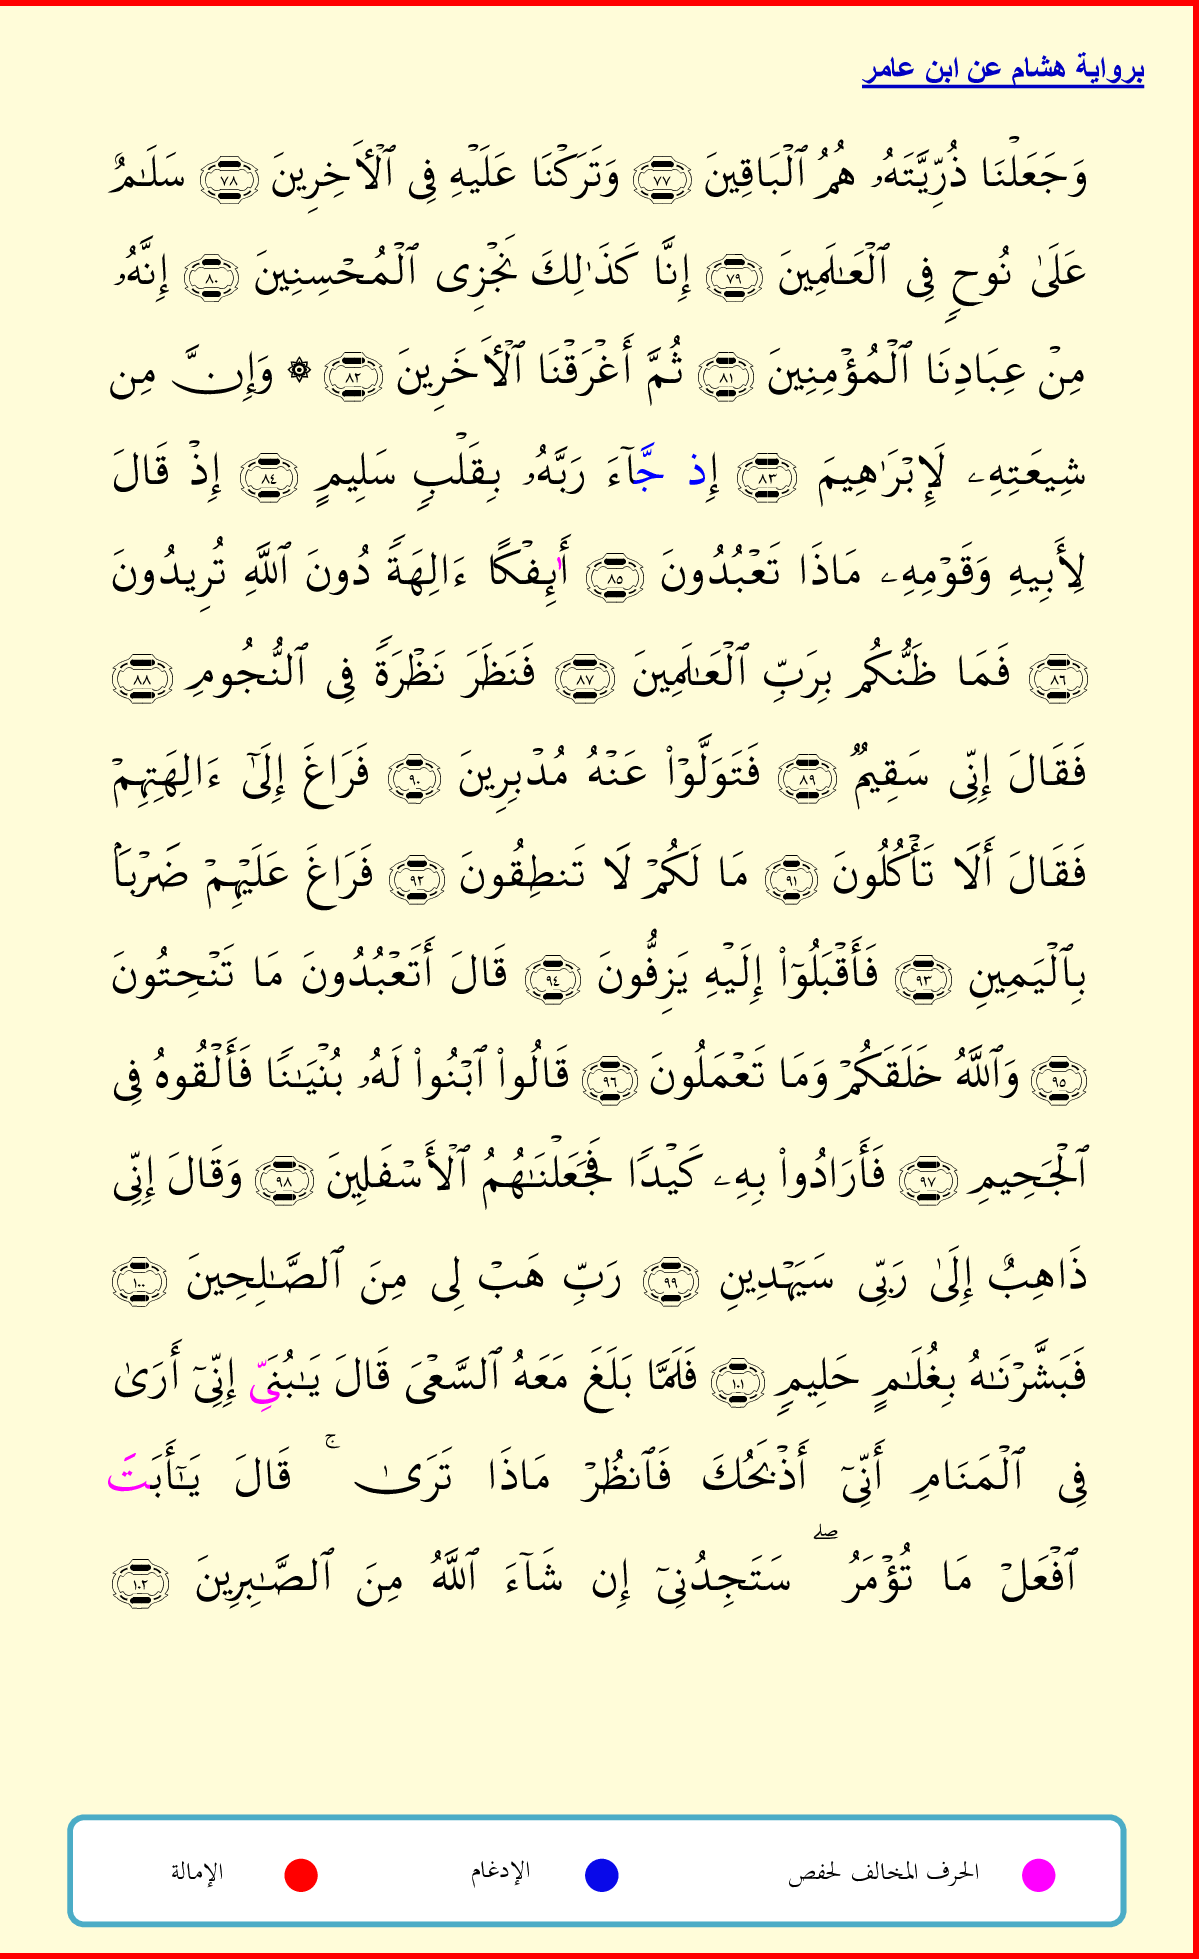 برواية هشام عن ابن عامر
وَجَعَلۡنَا ذُرِّيَّتَهُۥ هُمُ ٱلۡبَاقِينَ ٧٧ وَتَرَكۡنَا عَلَيۡهِ فِي ٱلۡأٓخِرِينَ ٧٨ سَلَٰمٌ
عَلَىٰ نُوحٖ فِي ٱلۡعَٰلَمِينَ ٧٩ إِنَّا كَذَٰلِكَ نَجۡزِي ٱلۡمُحۡسِنِينَ ٨٠ إِنَّهُۥ
مِنۡ عِبَادِنَا ٱلۡمُؤۡمِنِينَ ٨١ ثُمَّ أَغۡرَقۡنَا ٱلۡأٓخَرِينَ ٨٢ ۞ وَإِنَّ مِن
شِيعَتِهِۦ لَإِبۡرَٰهِيمَ ٨٣ إِذ جَّآءَ رَبَّهُۥ بِقَلۡبٖ سَلِيمٍ ٨٤ إِذۡ قَالَ
لِأَبِيهِ وَقَوۡمِهِۦ مَاذَا تَعۡبُدُونَ ٨٥ أَٰئِفۡكًا ءَالِهَةٗ دُونَ ٱللَّهِ تُرِيدُونَ
٨٦ فَمَا ظَنُّكُم بِرَبِّ ٱلۡعَٰلَمِينَ ٨٧ فَنَظَرَ نَظۡرَةٗ فِي ٱلنُّجُومِ ٨٨
فَقَالَ إِنِّي سَقِيمٞ ٨٩ فَتَوَلَّوۡاْ عَنۡهُ مُدۡبِرِينَ ٩٠ فَرَاغَ إِلَىٰٓ ءَالِهَتِهِمۡ
فَقَالَ أَلَا تَأۡكُلُونَ ٩١ مَا لَكُمۡ لَا تَنطِقُونَ ٩٢ فَرَاغَ عَلَيۡهِمۡ ضَرۡبَۢا
بِٱلۡيَمِينِ ٩٣ فَأَقۡبَلُوٓاْ إِلَيۡهِ يَزِفُّونَ ٩٤ قَالَ أَتَعۡبُدُونَ مَا تَنۡحِتُونَ
٩٥ وَٱللَّهُ خَلَقَكُمۡ وَمَا تَعۡمَلُونَ ٩٦ قَالُواْ ٱبۡنُواْ لَهُۥ بُنۡيَٰنٗا فَأَلۡقُوهُ فِي
ٱلۡجَحِيمِ ٩٧ فَأَرَادُواْ بِهِۦ كَيۡدٗا فَجَعَلۡنَٰهُمُ ٱلۡأَسۡفَلِينَ ٩٨ وَقَالَ إِنِّي
ذَاهِبٌ إِلَىٰ رَبِّي سَيَهۡدِينِ ٩٩ رَبِّ هَبۡ لِي مِنَ ٱلصَّٰلِحِينَ ١٠٠
فَبَشَّرۡنَٰهُ بِغُلَٰمٍ حَلِيمٖ ١٠١ فَلَمَّا بَلَغَ مَعَهُ ٱلسَّعۡيَ قَالَ يَٰبُنَيِّ إِنِّيٓ أَرَىٰ
فِي ٱلۡمَنَامِ أَنِّيٓ أَذۡبَحُكَ فَٱنظُرۡ مَاذَا تَرَىٰۚ قَالَ يَٰٓأَبَتَ
ٱفۡعَلۡ مَا تُؤۡمَرُۖ سَتَجِدُنِيٓ إِن شَآءَ ٱللَّهُ مِنَ ٱلصَّٰبِرِينَ ١٠٢
الحرف المخالف لحفص الإدغام الإمالة